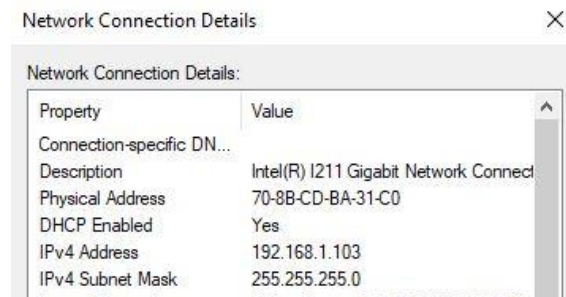 Network Connection Details
Network Connection Details:
Property Value
Connection-specific DN...
Description Intel(R) I211 Gigabit Network Connect
Physical Address 70-8B-CD-BA-31-C0
DHCP Enabled Yes
IPv4 Address 192.168.1.103
IPv4 Subnet Mask 255.255.255.0